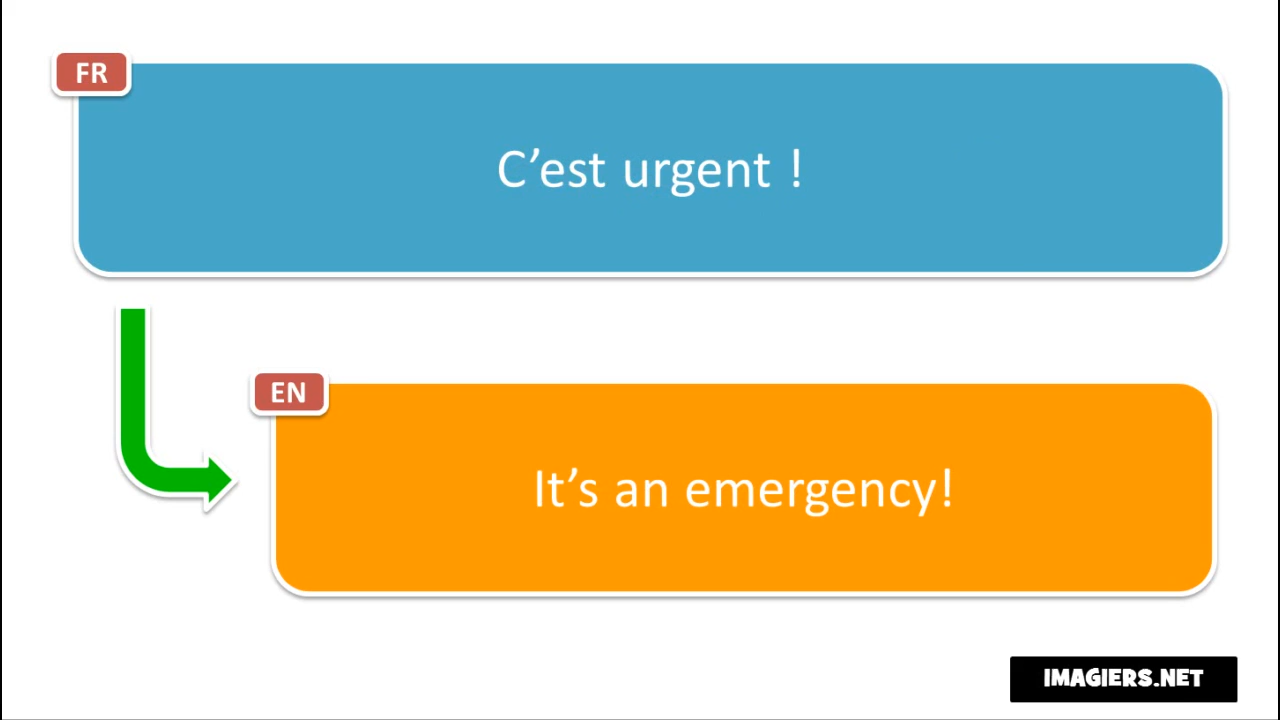 FR
C’est urgent !
EN
It’s an emergency!
IMAGIERS.NET